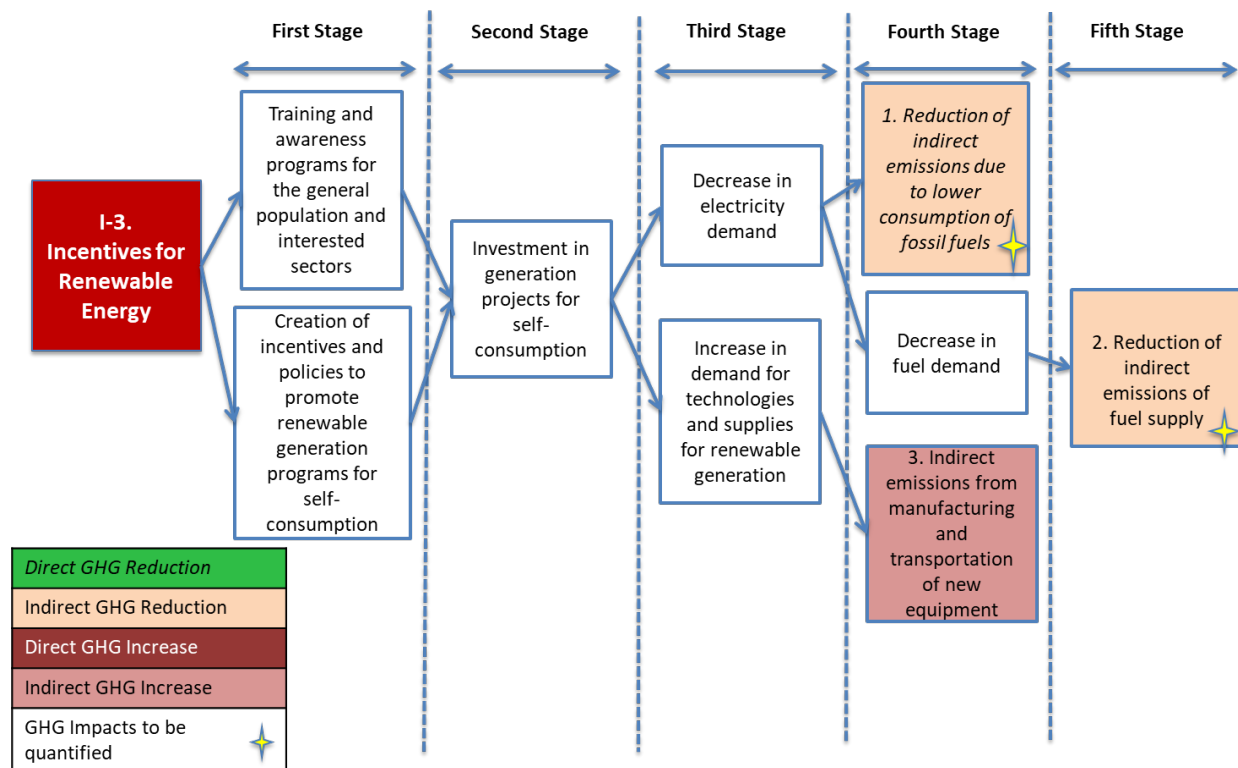 First Stage
Second Stage
Third Stage
Fourth Stage
Fifth Stage
I-3.
Incentives for
Renewable
Energy
Training and
awareness
programs for
the general
population and
interested
sectors
Creation of
incentives and
policies to
promote
renewable
generation
programs for
self-
consumption
Investment in
generation
projects for
self-
consumption
Decrease in
electricity
demand
Increase in
demand for
technologies
and supplies
for renewable
generation
1. Reduction of
indirect
emissions due
to lower
consumption of
fossil fuels
Decrease in
fuel demand
3. Indirect
emissions from
manufacturing
and
transportation
of new
equipment
2. Reduction of
indirect
emissions of
fuel supply
Direct GHG Reduction
Indirect GHG Reduction
Direct GHG Increase
Indirect GHG Increase
GHG Impacts to be
quantified